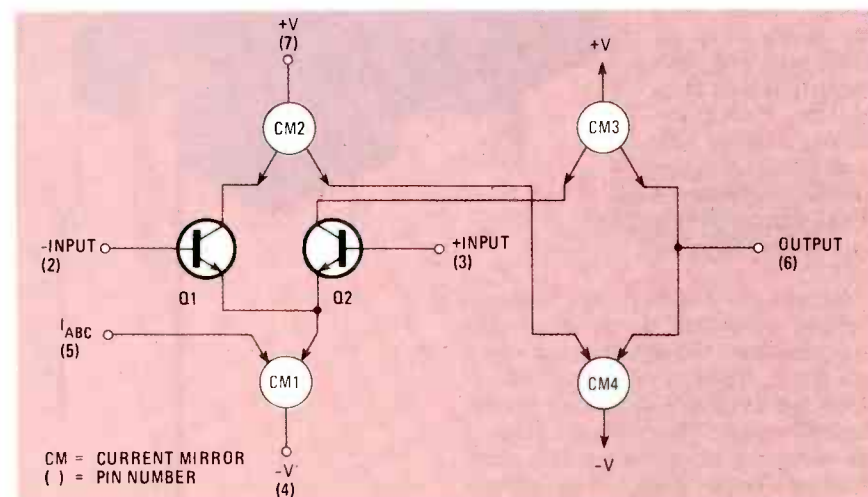 +V
(7)
+V
CM2
CM3
-INPUT
(2)
+INPUT
(3)
OUTPUT
(6)
Q1
Q2
IABC
(5)
CM1
CM4
CM = CURRENT MIRROR
( ) = PIN NUMBER
-V
(4)
-V